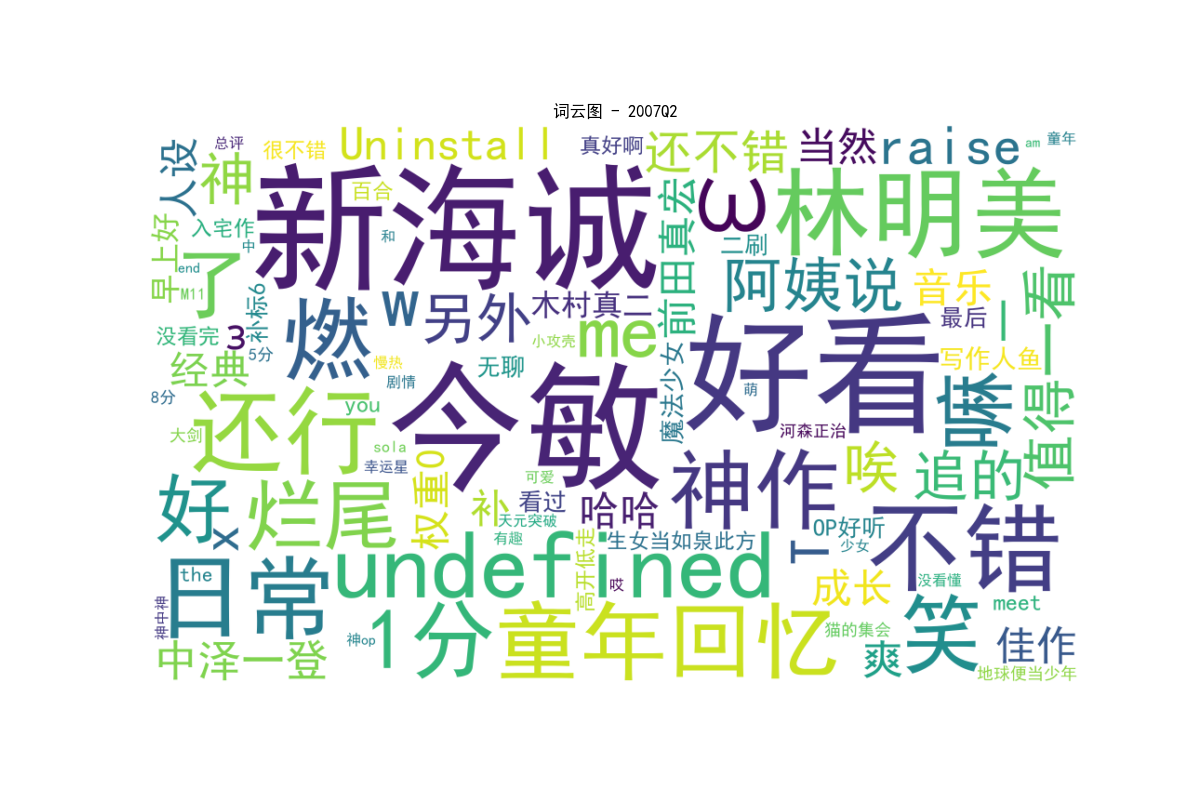 词云图 - 2007Q2
人设
总评
神
很不错
Uninstall
真好啊
还不错
当然
raise
am
童年
入宅作
中
百合
和
新海诚
前田真宏
3
二刷
林明美
早上好
end
M11
了
补标6
燃
w
另外
木村真二
阿姨说
音乐
一
值得一看
没看完
3
5分
经典
慢热
剧情
无聊
小攻壳
me
魔法少女
好看
最后
写作人鱼
8分
还行
you
今敏
萌
嘛
大剑
sola
幸运星
河森正治
好
x
烂尾
权重0
补
可爱
看过
天元突破
有趣
哈哈
神作
唉
追的
高开低走
生女当如泉此方
T
OP好听
少女
不错
the
日常
undefined
哎
成长
没看懂
meet
神中神
神op
1分
童年回忆
猫的集会
笑
佳作
中泽一登
爽
地球便当少年